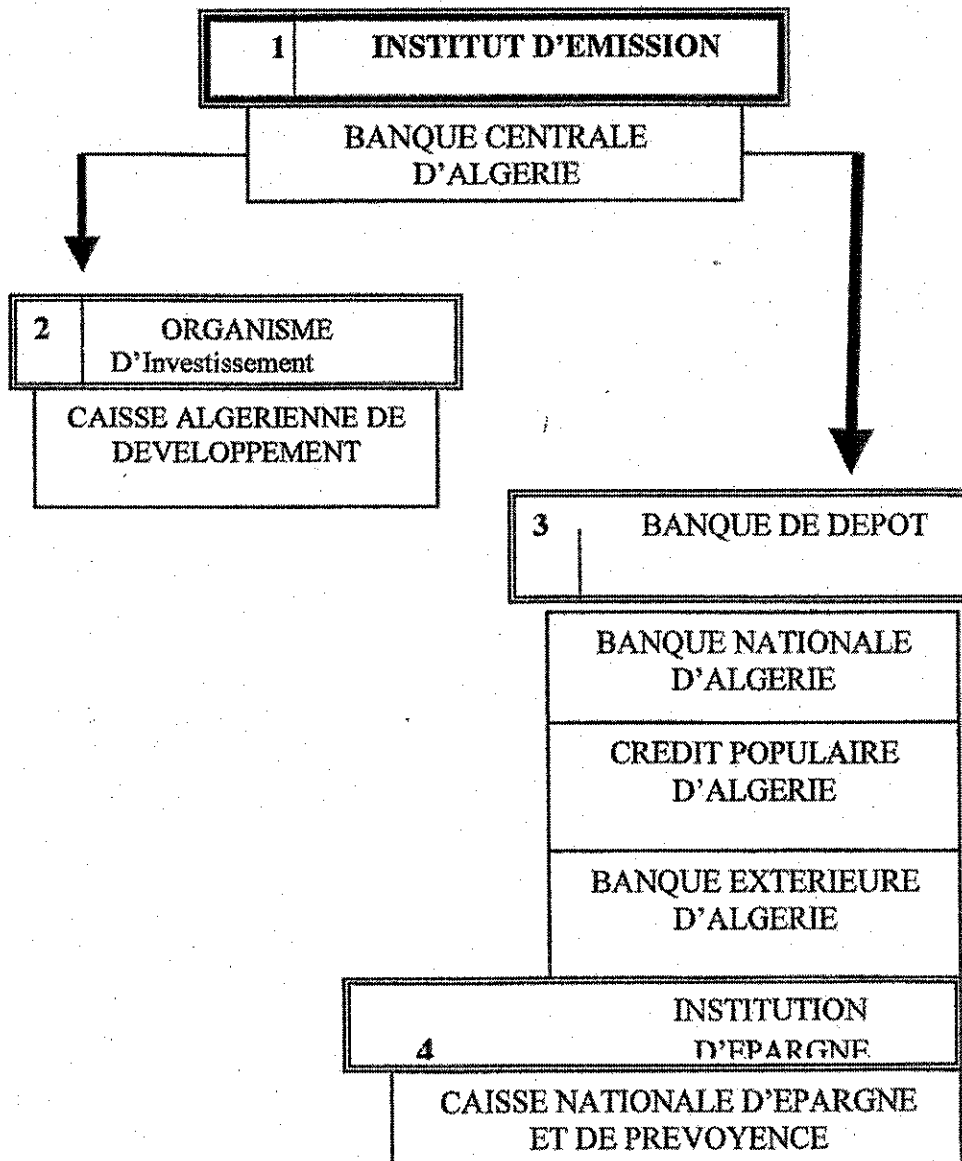 1 INSTITUT D'EMISSION
BANQUE CENTRALE
D'ALGERIE
2 ORGANISME
D'Investissement
CAISSE ALGERIENNE DE
DEVELOPPEMENT
3 BANQUE DE DEPOT
BANQUE NATIONALE
D'ALGERIE
CREDIT POPULAIRE
D'ALGERIE
BANQUE EXTERIEURE
D'ALGERIE
INSTITUTION
4 D'EPARGNE
CAISSE NATIONALE D'EPARGNE
ET DE PREVOYENCE